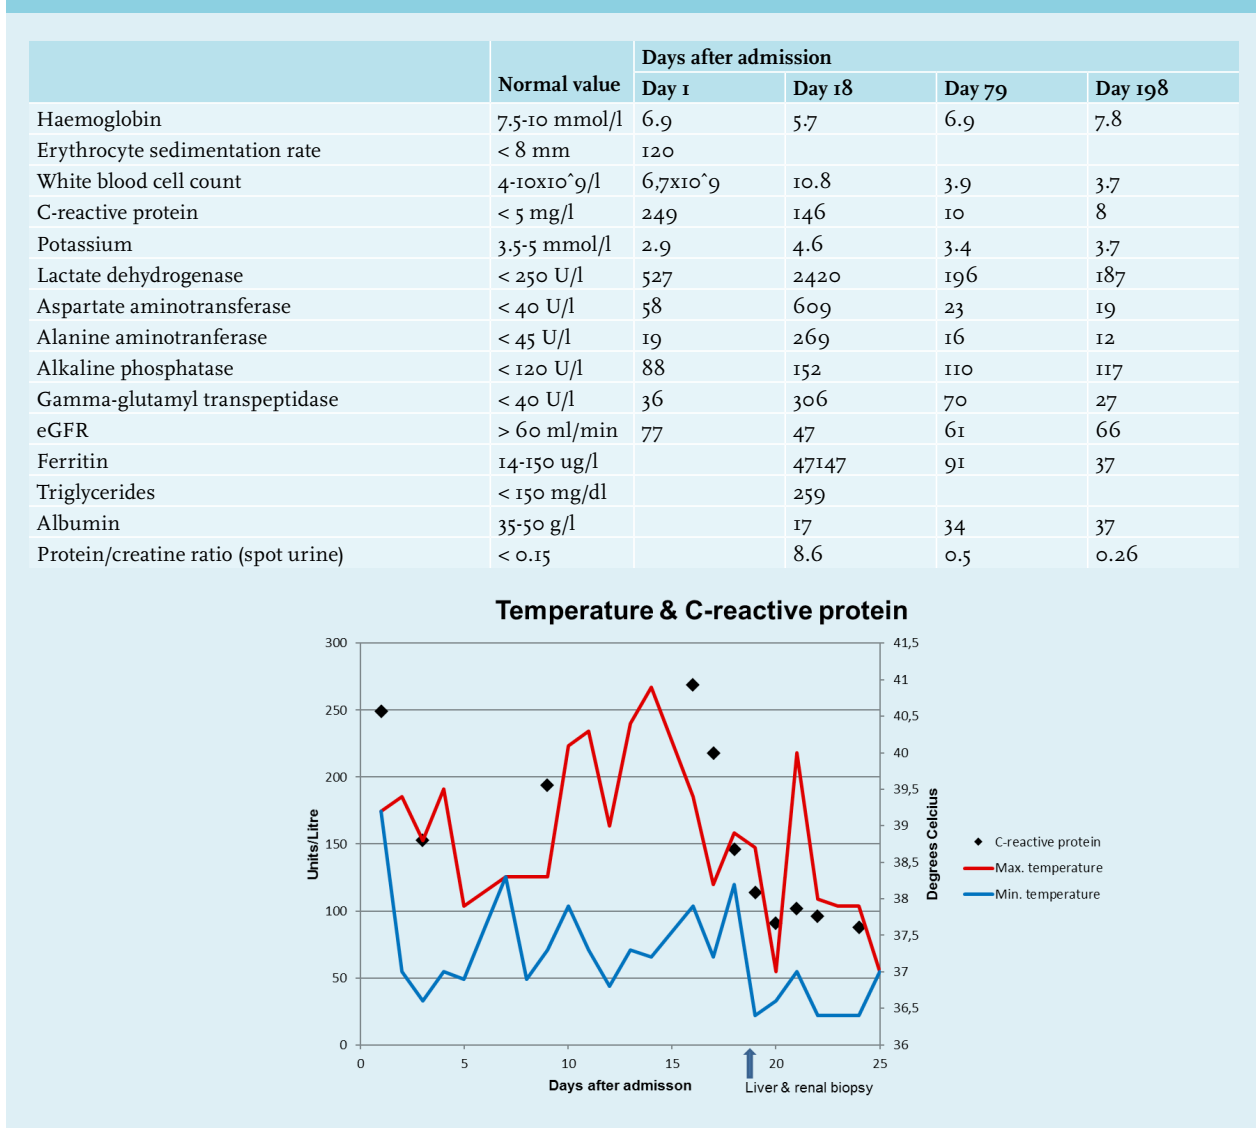 Days after admission
Normal value Day 1 Day 18 Day 79 Day 198
Haemoglobin 7.5-10 mmol/l 6.9 5.7 6.9 7.8
Erythrocyte sedimentation rate < 8 mm 120
White blood cell count 4-10x10^9/l 6,7x10^9 10.8 3.9 3.7
C-reactive protein < 5 mg/l 249 146 10 8
Potassium 3.5-5 mmol/l 2.9 4.6 3.4 3.7
Lactate dehydrogenase < 250 U/l 527 2420 196 187
Aspartate aminotransferase < 40 U/l 58 609 23 19
Alanine aminotranferase < 45 U/l 19 269 16 12
Alkaline phosphatase < 120 U/l 88 152 110 117
Gamma-glutamyl transpeptidase < 40 U/l 36 306 70 27
eGFR > 60 ml/min 77 47 61 66
Ferritin 14-150 ug/l 47147 91 37
Triglycerides < 150 mg/dl 259
Albumin 35-50 g/l 17 34 37
Protein/creatine ratio (spot urine) < 0.15 8.6 0.5 0.26
Temperature & C-reactive protein
300 41,5
41
250 40,5
40
200 39,5
39
150 38,5
38
100 37,5
37
50 36,5
0 36
Units/Litre
Degrees Celcius
C-reactive protein
Max. temperature
Min. temperature
0 5 10 15 20 25
Days after admisson
Liver & renal biopsy